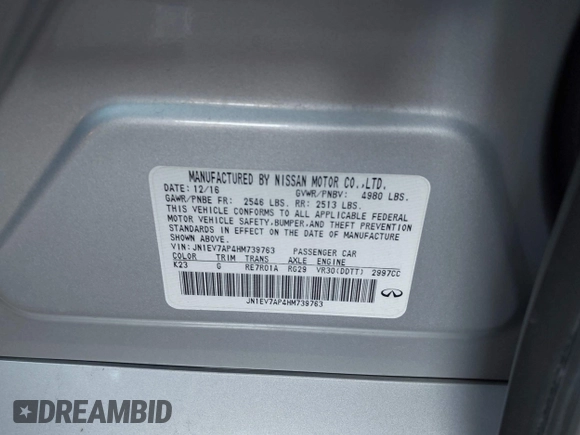 MANUFACTURED BY NISSAN MOTOR CO.,LTD.
DATE: 12/16 GVWR/PNBV: 4980 LBS.
GAWR/PNBE FR: 2546 LBS. RR: 2513 LBS.
THIS VEHICLE CONFORMS TO ALL APPLICABLE FEDERAL
MOTOR VEHICLE SAFETY,BUMPER,AND THEFT PREVENTION
STANDARDS IN EFFECT ON THE DATE OF MANUFACTURE
SHOWN ABOVE.
VIN: JN1EV7AP4HM739763 PASSENGER CAR
COLOR TRIM TRANS AXLE ENGINE
K23 G RE7R01A RG29 VR30(DDTT) 2997CC
JN1EV7AP4HM739763
DREAMBID